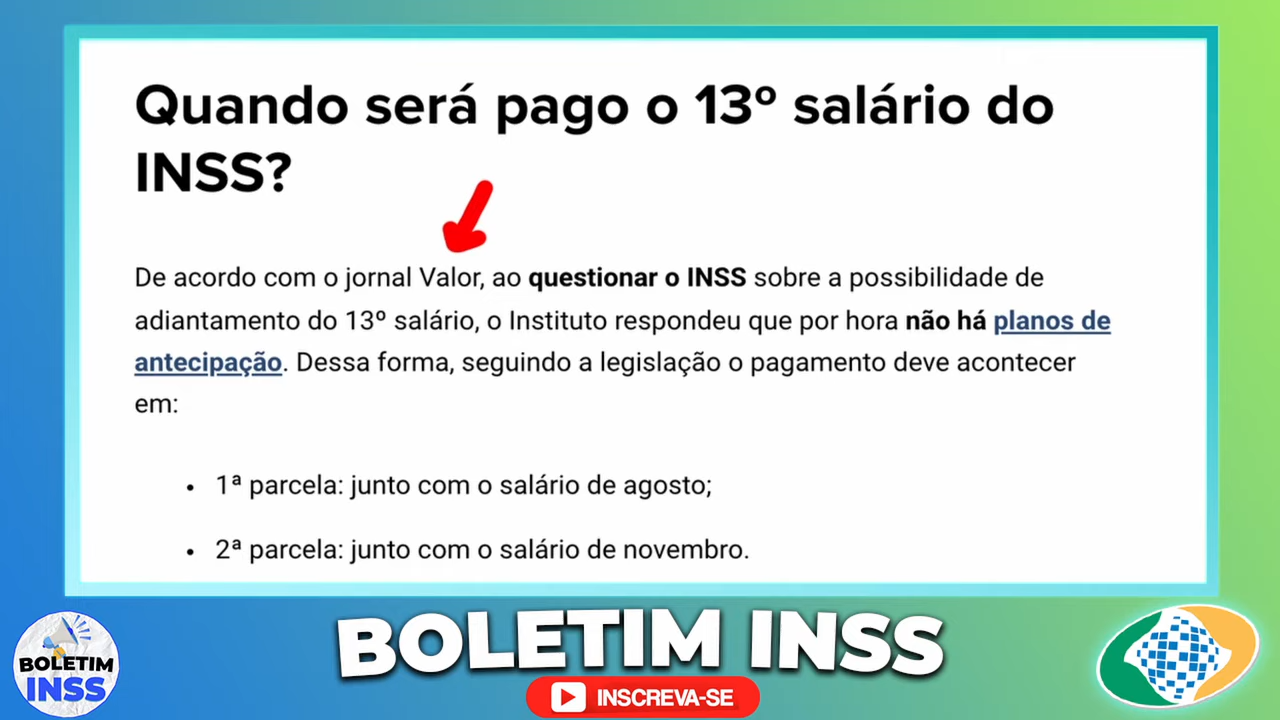 Quando será pago o 13º salário do
INSS?
De acordo com o jornal Valor, ao questionar o INSS sobre a possibilidade de
adiantamento do 13º salário, o Instituto respondeu que por hora não há planos de
antecipação. Dessa forma, seguindo a legislação o pagamento deve acontecer
em:
• 1ª parcela: junto com o salário de agosto;
• 2ª parcela: junto com o salário de novembro.
BOLETIM
INSS
BOLETIM INSS
INSCREVA-SE